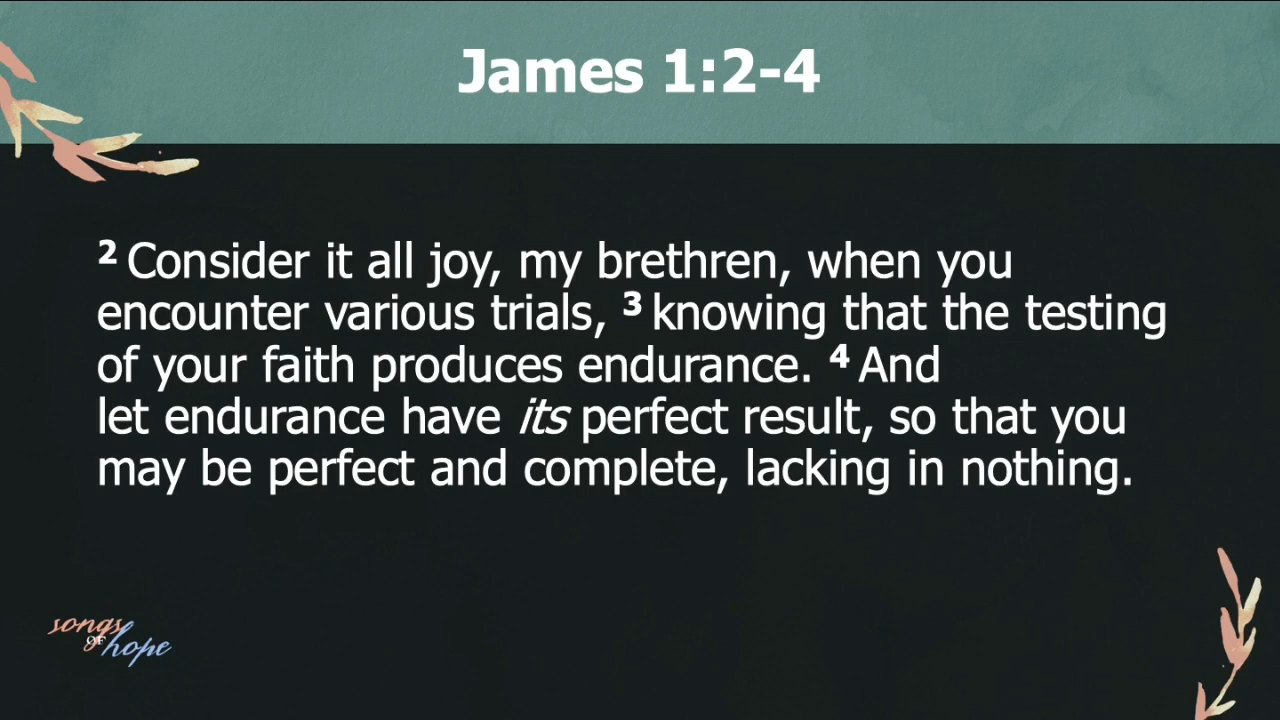 James 1:2-4
2 Consider it all joy, my brethren, when you
encounter various trials, 3 knowing that the testing
of your faith produces endurance. 4 And
let endurance have its perfect result, so that you
may be perfect and complete, lacking in nothing.
songs
OF
hope